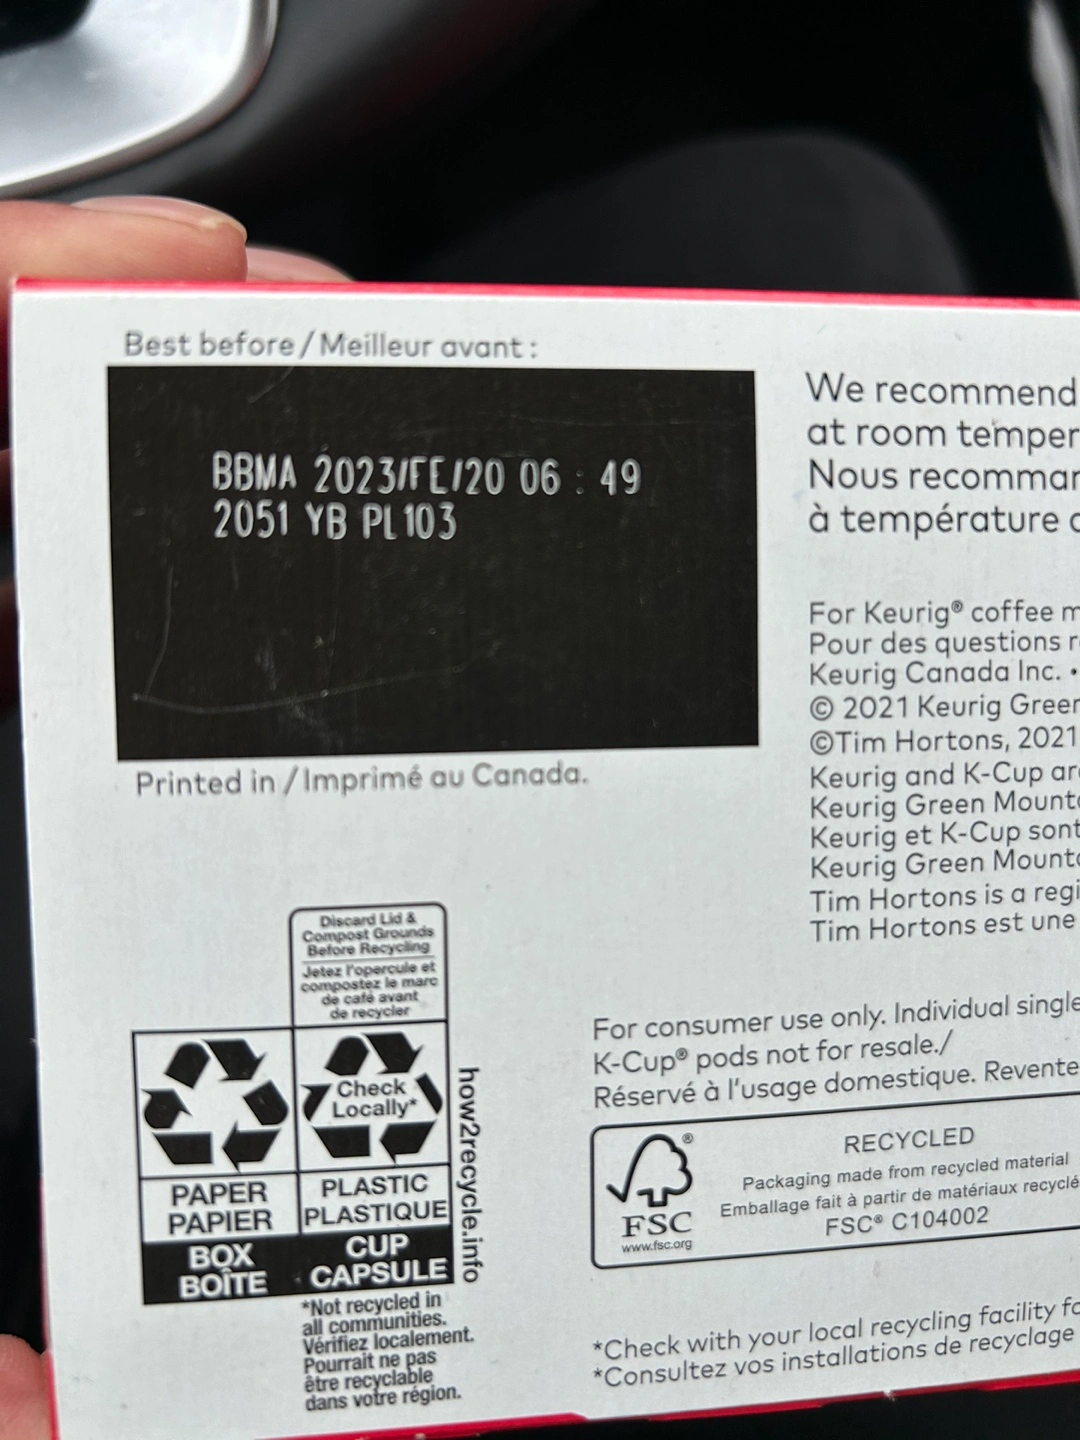 Best before / Meilleur avant :
BBMA 2023/FE/20 06 : 49
2051 YB PL103
Printed in / Imprimé au Canada.
We recommend
at room temper
Nous recommar
à température
For Keurig® coffee m
Pour des questions r
Keurig Canada Inc. •
© 2021 Keurig Green
©Tim Hortons, 2021
Keurig and K-Cup are
Keurig Green Mounta
Keurig et K-Cup sont
Keurig Green Mounta
Tim Hortons is a regi
Tim Hortons est une
Discard Lid &
Compost Grounds
Before Recycling
Jetez l'opercule et
compostez le marc
de café avant
de recycler
Check
Locally*
PAPER
PAPIER
BOX
BOÎTE
PLASTIC
PLASTIQUE
CUP
CAPSULE
how2recycle.info
*Not recycled in
all communities.
Vérifiez localement.
Pourrait ne pas
être recyclable
dans votre région.
For consumer use only. Individual single
K-Cup® pods not for resale./
Réservé à l'usage domestique. Revente
FSC
www.fsc.org
RECYCLED
Packaging made from recycled material
Emballage fait à partir de matériaux recyclé
FSC® C104002
*Check with your local recycling facility fo
*Consultez vos installations de recyclage